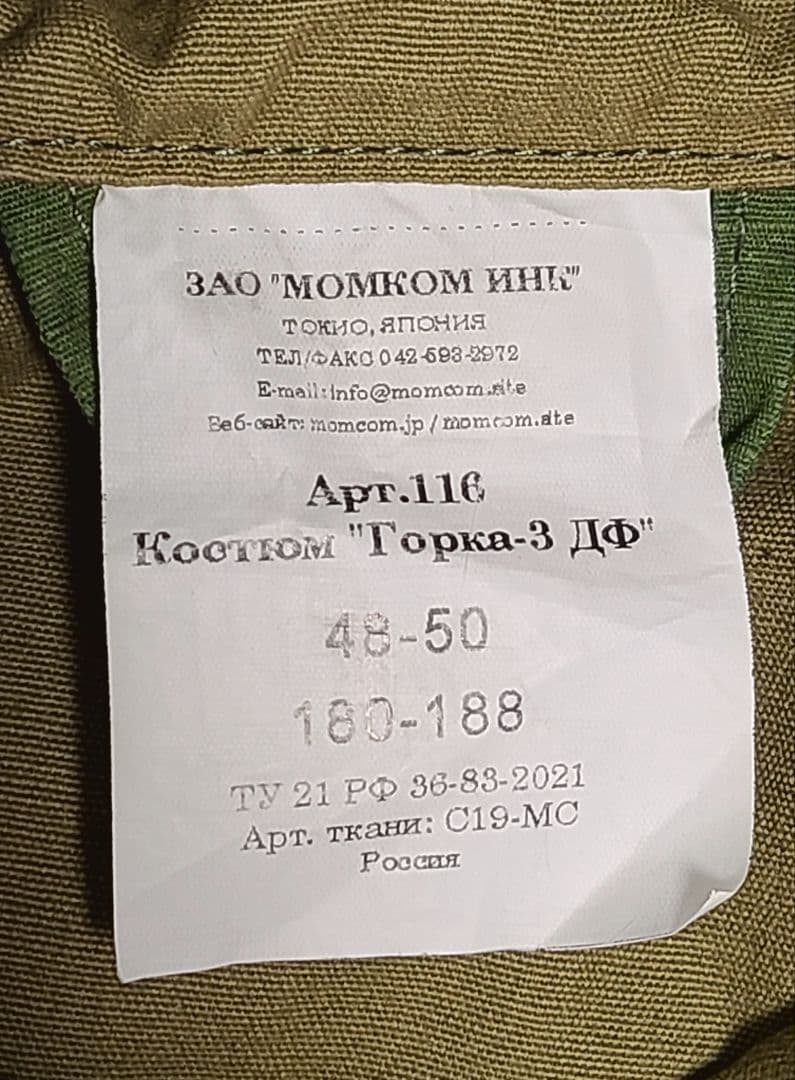 ЗАО "МОМКОМ ИНК"
ТОКИО, ЯПОНИЯ
ТЕЛ/ФАКС 042-693-2972
E-mail: info@momcom.site
Веб-сайт: momcom.jp / momcom.site
Арт.116
Костюм "Горка-3 ДФ"
48-50
180-188
ТУ 21 РФ 36-83-2021
Арт. ткани: С19-МС
Россия